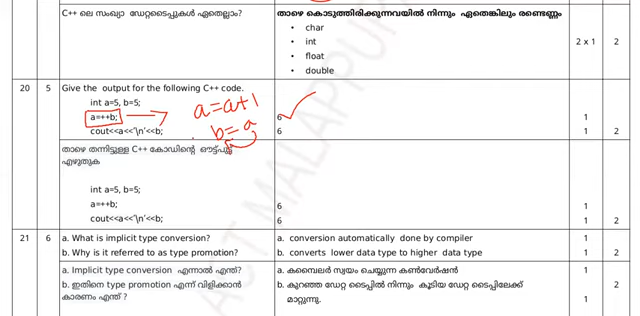 C++ ലെ സംഖ്യാ ഡേറ്റടൈപ്പുകൾ ഏതെല്ലാം?
താഴെ കൊടുത്തിരിക്കുന്നവയിൽ നിന്നും ഏതെങ്കിലും രണ്ടെണ്ണം
• char
• int
• float
• double
2 x 1
2
20 5 Give the output for the following C++ code.
int a=5, b=5;
a=++b; 6 1
cout<<a<<'\n'<<b; 6 1 2
a=a+1
b=a
താഴെ തന്നിട്ടുള്ള C++ കോഡിന്റെ ഔട്ട്പുട്ട്
എഴുതുക
int a=5, b=5;
a=++b; 6 1
cout<<a<<'\n'<<b; 6 1 2
21 6 a. What is implicit type conversion? a. conversion automatically done by compiler 1
b. Why is it referred to as type promotion? b. converts lower data type to higher data type 1 2
a. Implicit type conversion എന്നാൽ എന്ത്? a. കമ്പൈലർ സ്വയം ചെയ്യുന്ന കൺവേർഷൻ 1
b. ഇതിനെ type promotion എന്ന് വിളിക്കാൻ b. കുറഞ്ഞ ഡേറ്റ ടൈപ്പിൽ നിന്നും കൂടിയ ഡേറ്റ ടൈപ്പിലേക്ക് 2
കാരണം എന്ത് ? മാറ്റുന്നു. 1